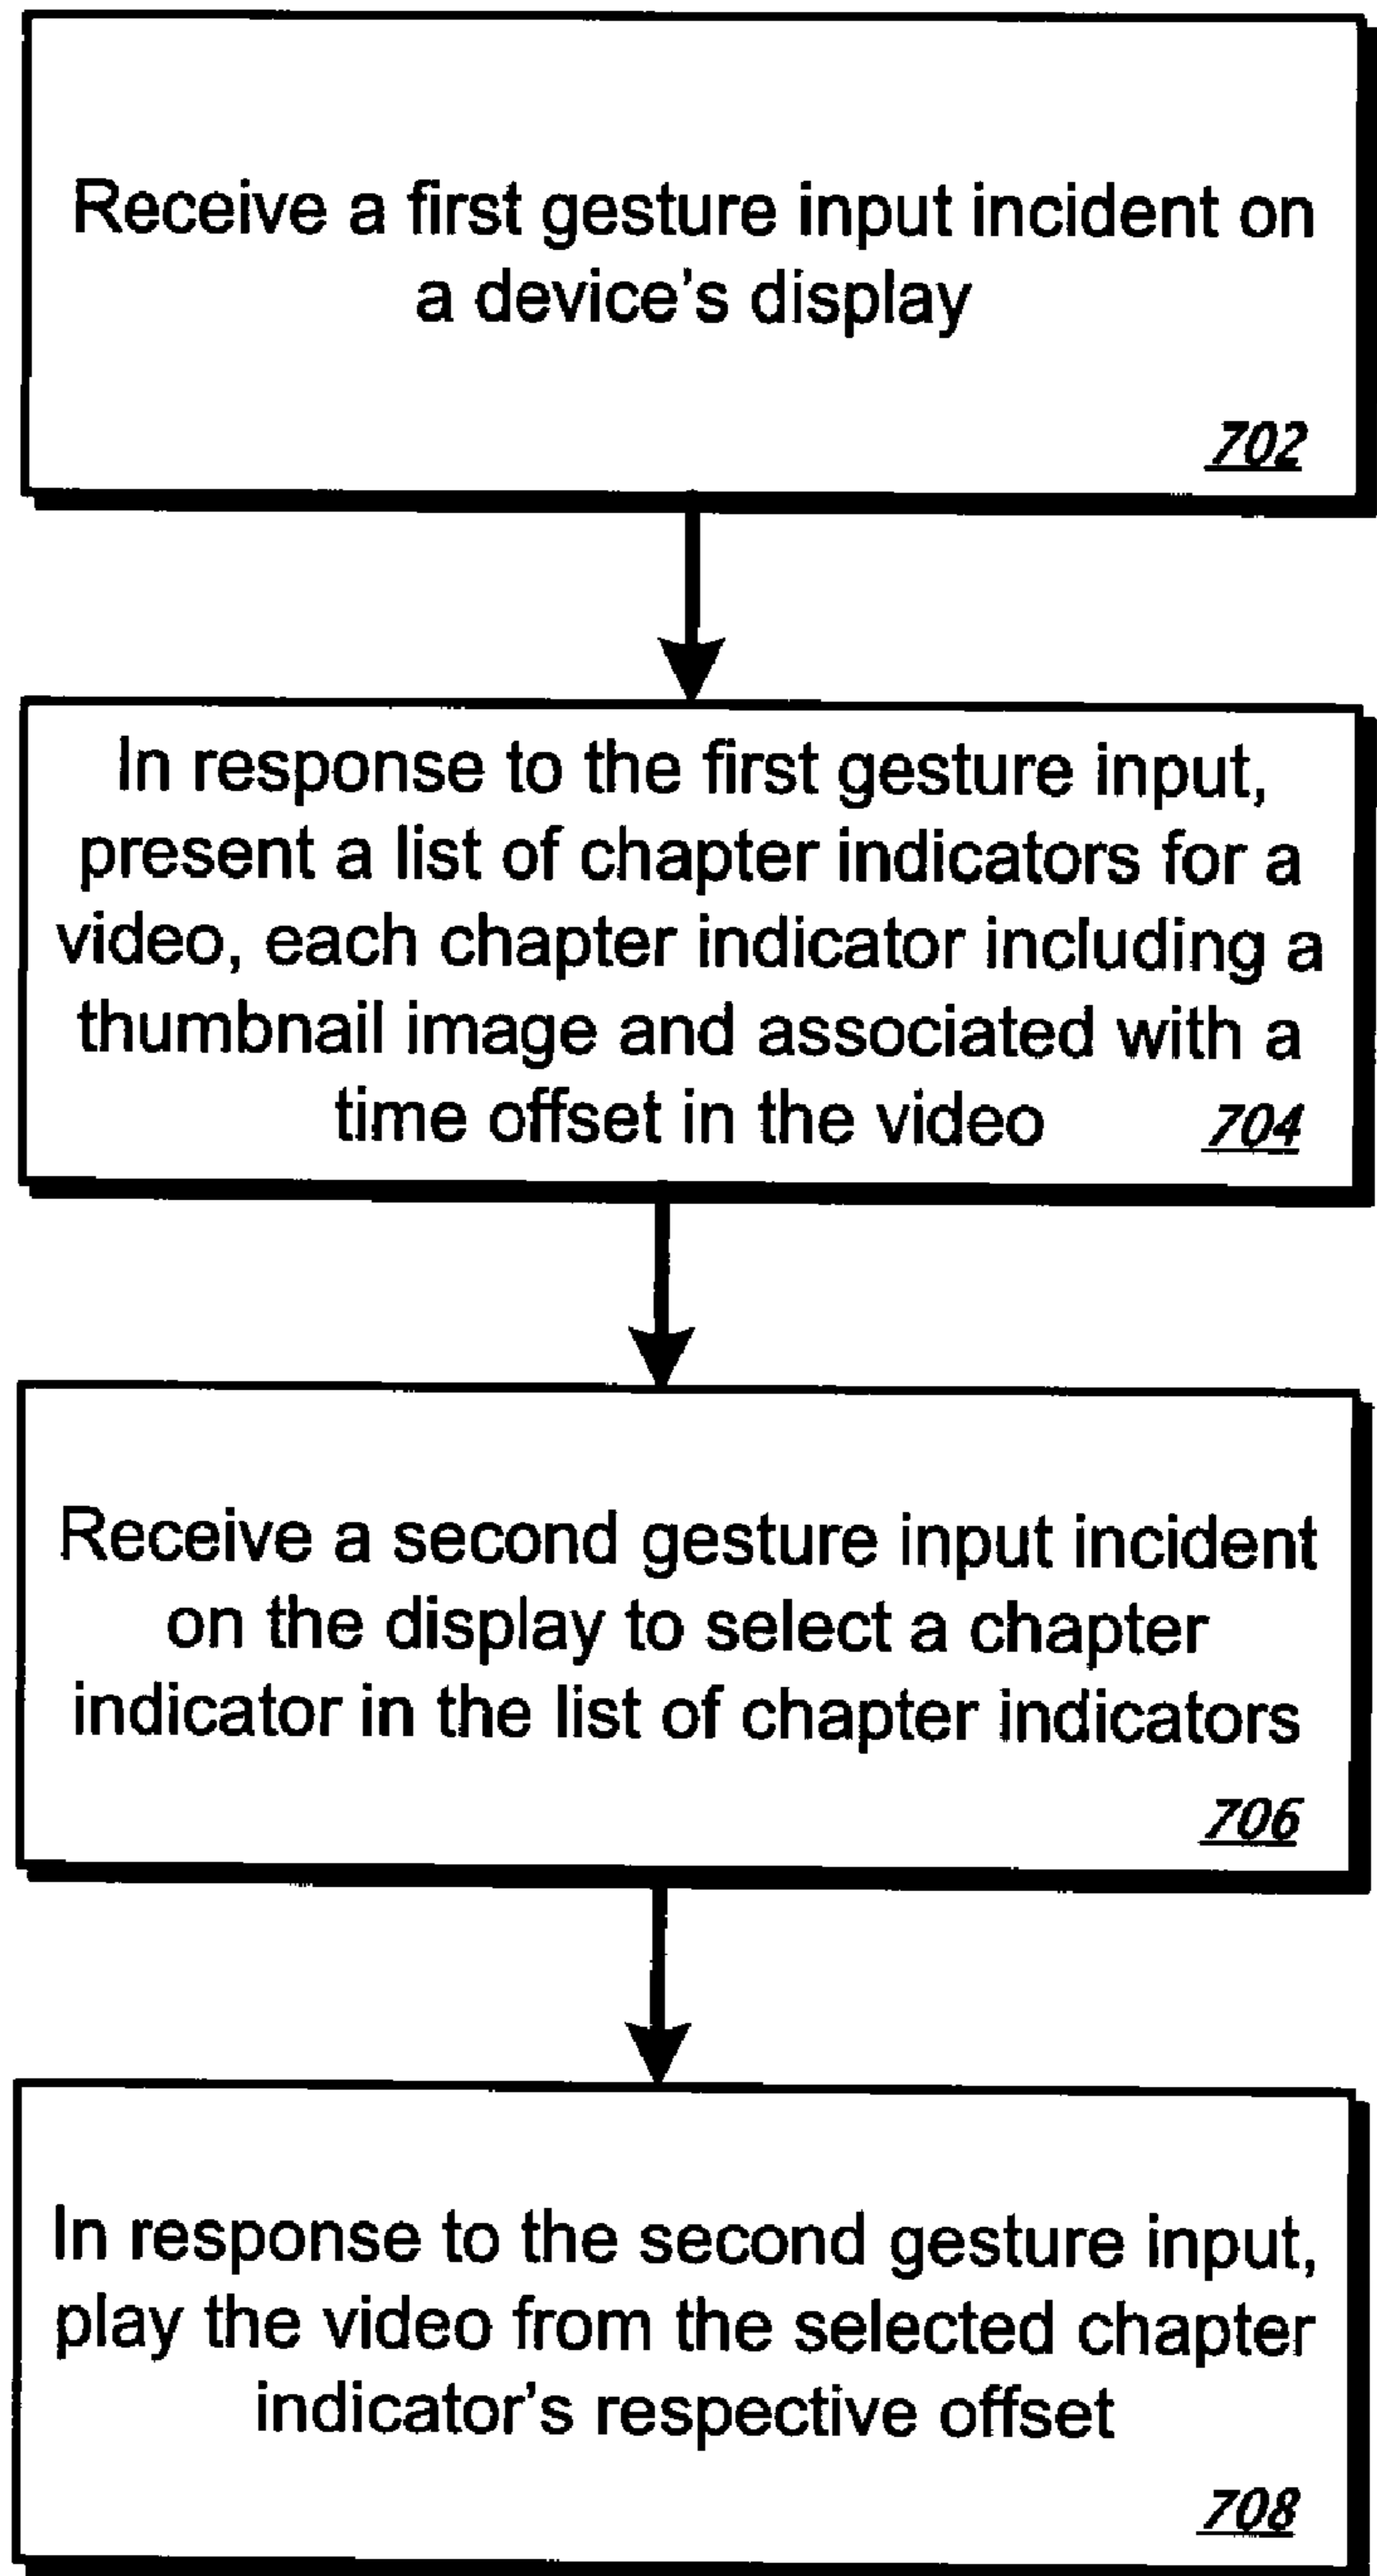 Receive a first gesture input incident on
a device's display
702
In response to the first gesture input,
present a list of chapter indicators for a
video, each chapter indicator including a
thumbnail image and associated with a
time offset in the video 704
Receive a second gesture input incident
on the display to select a chapter
indicator in the list of chapter indicators
706
In response to the second gesture input,
play the video from the selected chapter
indicator's respective offset
708